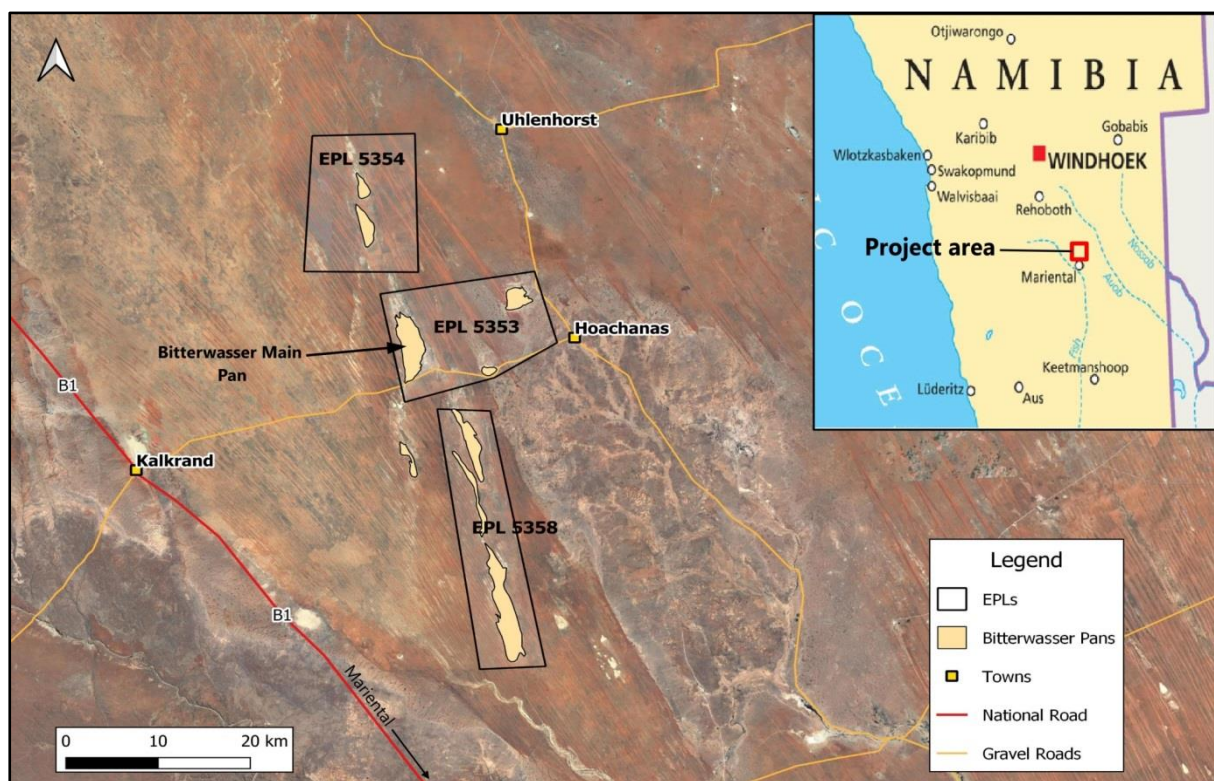 Uhlenhorst
EPL 5354
EPL 5353
Hoachanas
Bitterwasser Main
Pan
B1
Kalkrand
EPL 5358
B1
Mariental
0 10 20 km
Otjiwarongo
NAMIBIA
Karibib
Gobabis
Wlotzkasbaken
WINDHOEK
Swakopmund
Walvisbaai
Rehoboth
Nossob
Project area
Auob
Mariental
C OCE
Fish
Keetmanshoop
Lüderitz
Aus
Legend
EPLs
Bitterwasser Pans
Towns
National Road
Gravel Roads